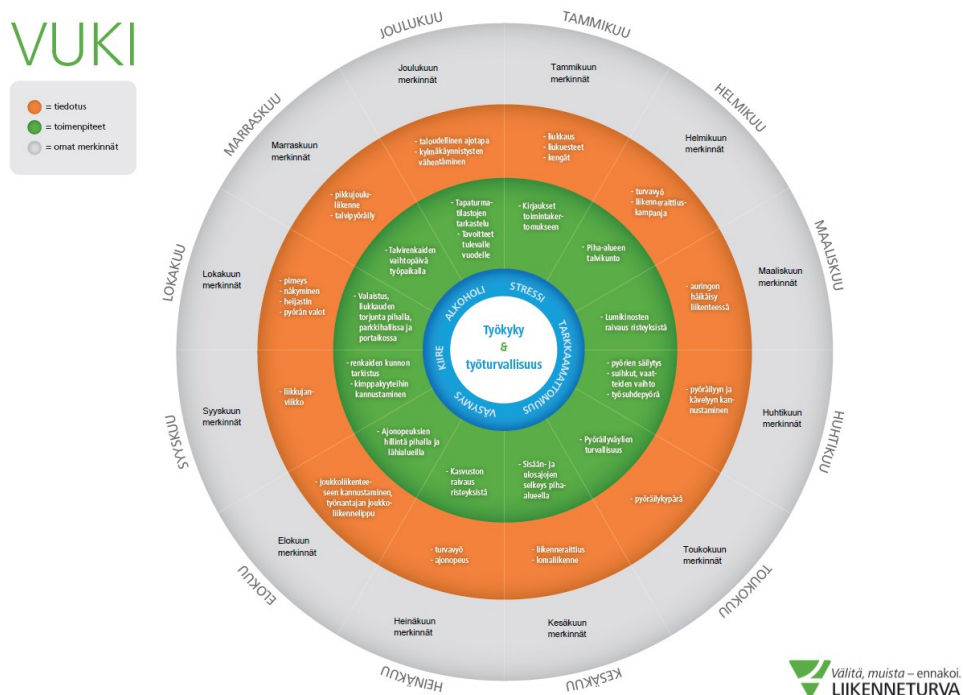 VUKI
= tiedotus
= toimenpiteet
= omat merkinnät
TAMMIKUU
Tammikuun
merkinnät
- liukkaus
- liukuesteet
- kengät
- Kirjaukset
toimintaker-
tomukseen
HELMIKUU
Helmikuun
merkinnät
- turvavyö
- liikenneraittius-
kampanja
- Piha-alueen
talvikunto
MAALISKUU
Maaliskuun
merkinnät
- auringon
häikäisy
liikenteessä
- Lumikinosten
raivaus risteyksistä
HUHTIKUU
Huhtikuun
merkinnät
- pyöräilyn ja
kävelyyn kan-
nustaminen
- pyörien säilytys
- suihkut, vaat-
teiden vaihto
- työsuhdepyörä
TOUKOKUU
Toukokuun
merkinnät
- pyöräilykypärä
- Pyöräilyväylien
turvallisuus
KESÄKUU
Kesäkuun
merkinnät
- liikenneraittius
- lomaliikenne
- Sisään- ja
ulosajojen
selkeys piha-
alueella
HEINÄKUU
Heinäkuun
merkinnät
- turvavyö
- ajonopeus
- Kasvuston
raivaus
risteyksistä
ELOKUU
Elokuun
merkinnät
- joukkoliikentee-
seen kannustaminen,
työnantajan joukko-
liikennelippu
- Ajonopeuksien
hillintä pihalla ja
lähialueilla
SYYSKUU
Syyskuun
merkinnät
- liikkujan-
viikko
- renkaiden kunnon
tarkistus
- kimppakyyteihin
kannustaminen
LOKAKUU
Lokakuun
merkinnät
- pimeys
- näkyminen
- heijastin
- pyörän valot
- Valaistus,
liukkauden
torjunta pihalla,
parkkihallissa ja
portaikossa
MARRASKUU
Marraskuun
merkinnät
- pikkujoulu-
liikenne
- talvipyöräily
- Talvirenkaiden
vaihtopäivä
työpaikalla
JOULUKUU
Joulukuun
merkinnät
- taloudellinen ajotapa
- kylmäkäynnistysten
vähentäminen
- Tapaturma-
tilastojen
tarkastelu
- Tavoitteet
tulevalle
vuodelle
ALKOHOLI
STRESSI
TARKKAAMATTOMUUS
VÄSYMYS
KIIRE
Työkyky
&
työturvallisuus
Välitä, muista – ennakoi.
LIIKENNETURVA